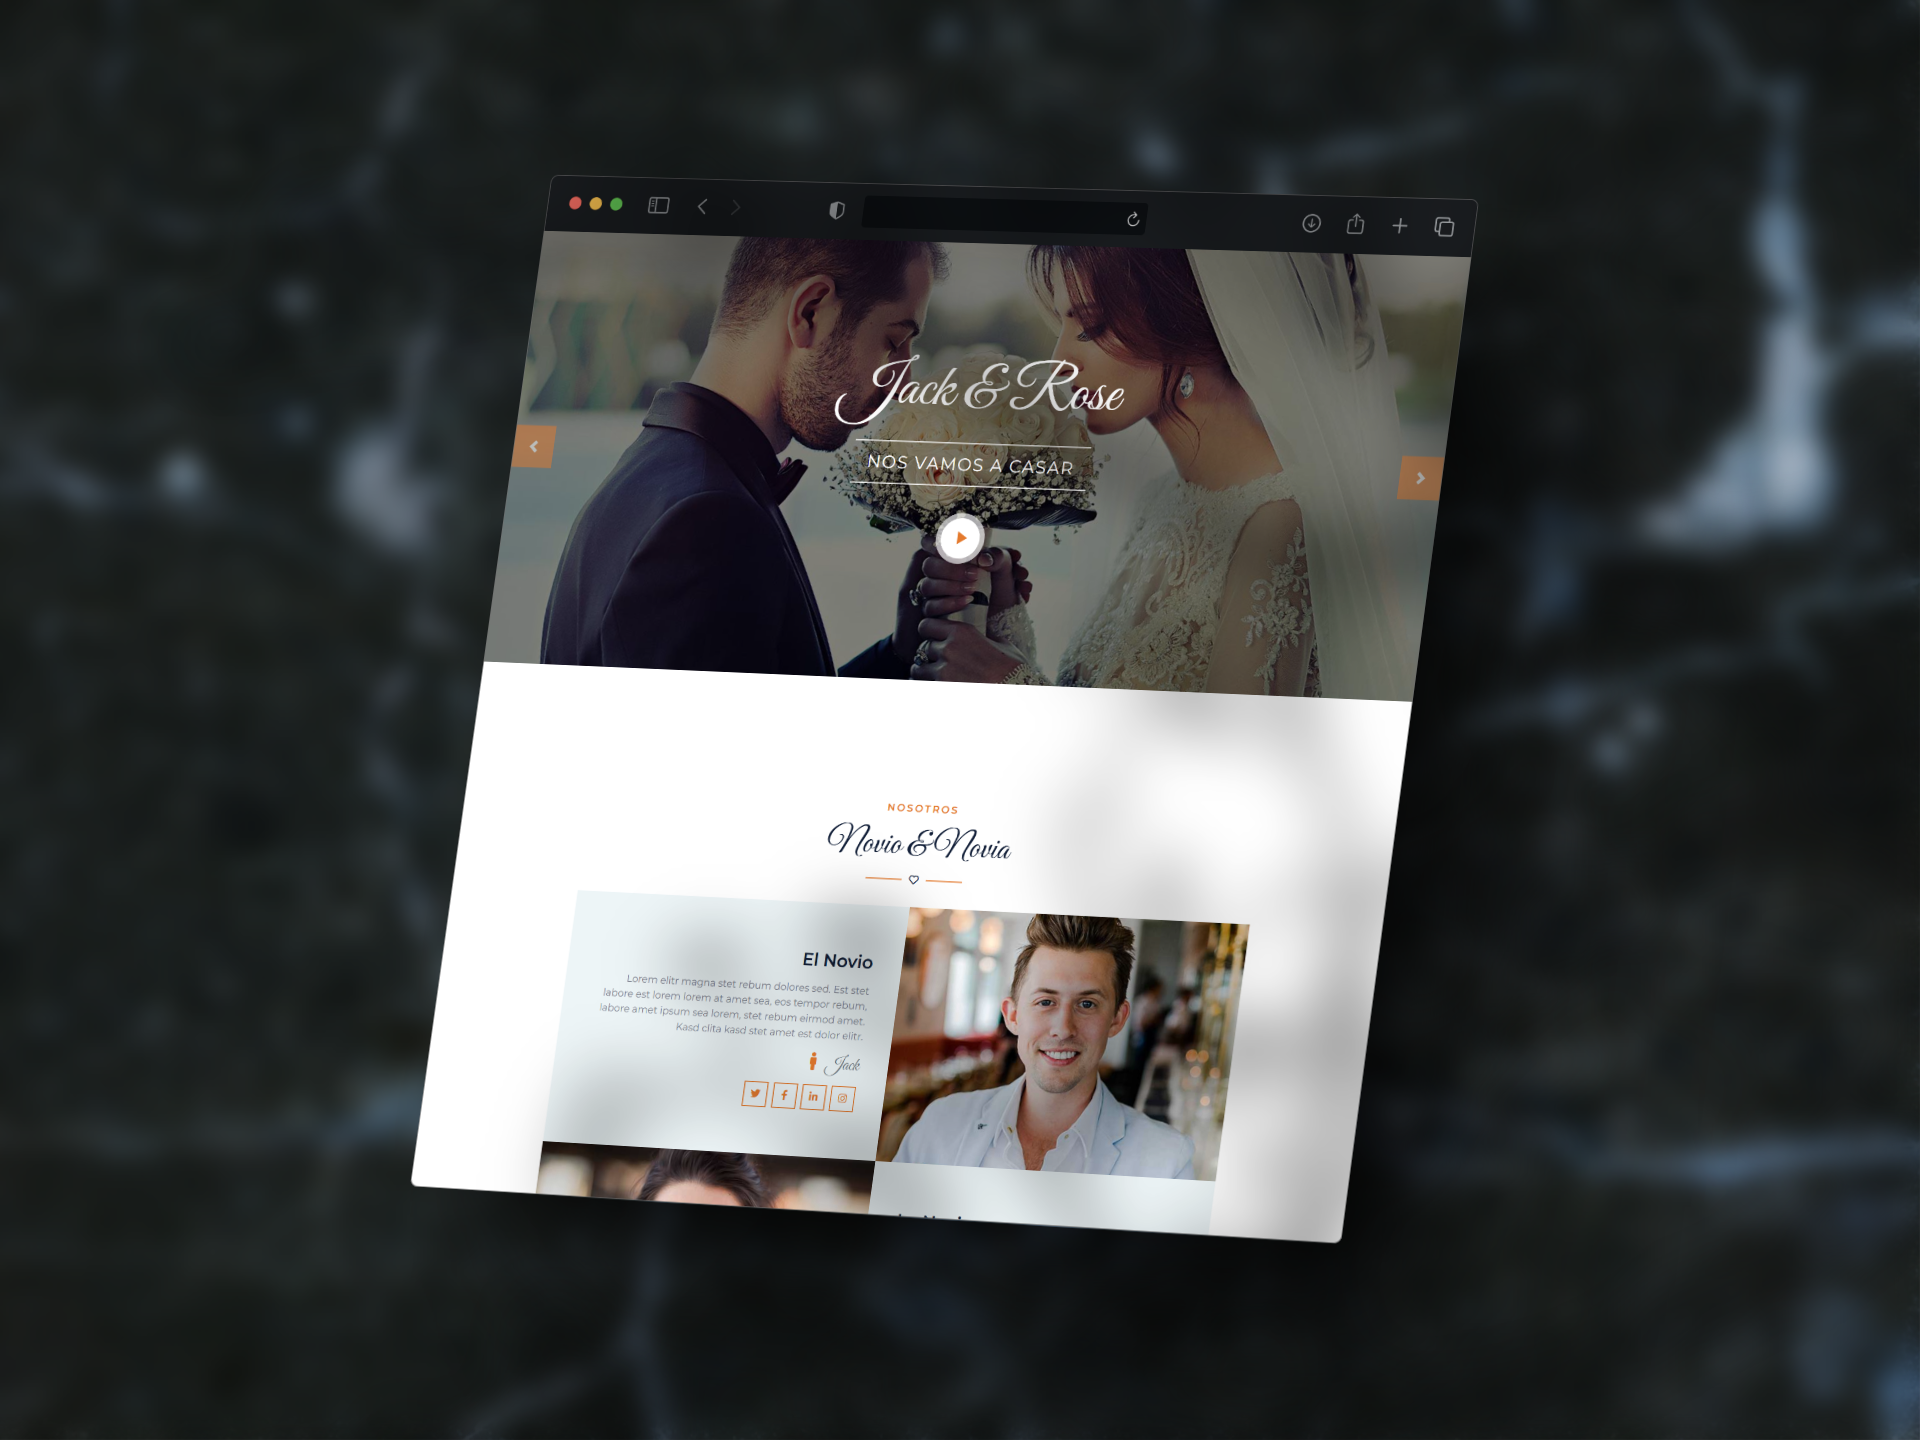 Jack & Rose
NOS VAMOS A CASAR
NOSOTROS
Novio & Novia
El Novio
Lorem elitr magna stet rebum dolores sed. Est stet
labore est lorem lorem at amet sea, eos tempor rebum,
labore amet ipsum sea lorem, stet rebum eirmod amet.
Kasd clita kasd stet amet est dolor elitr.
Jack